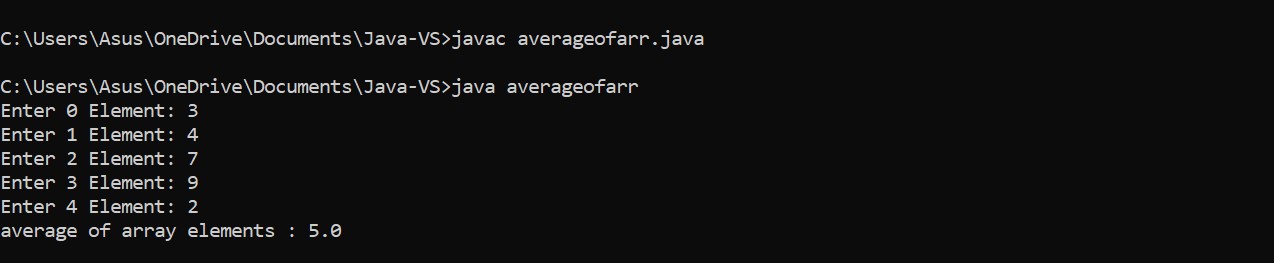 C:\Users\Asus\OneDrive\Documents\Java-VS>javac averageofarr.java
C:\Users\Asus\OneDrive\Documents\Java-VS>java averageofarr
Enter 0 Element: 3
Enter 1 Element: 4
Enter 2 Element: 7
Enter 3 Element: 9
Enter 4 Element: 2
average of array elements : 5.0